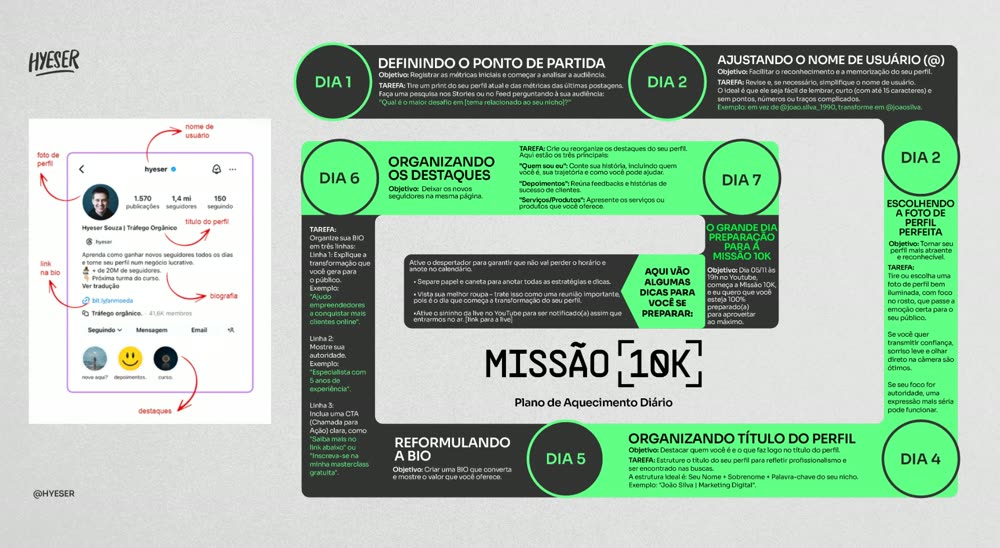 HYESER
nome de
usuário
foto de
perfil
hyeser
1.570
1,4 mi
150
publicações
seguidores
seguindo
título do perfil
Hyeser Souza | Tráfego Orgânico
hyeser
link
na bio
Aprenda como ganhar novos seguidores todos os dias
e torne seu perfil num negócio lucrativo.
+ de 20M de seguidores.
Próxima turma do curso.
Ver tradução
biografia
Tráfego orgânico. · 41,6K membros
Seguindo
Mensagem
Email
novo aqui?
depoimentos.
curso.
destaques
@HYESER
DIA 1
DEFININDO O PONTO DE PARTIDA
Objetivo: Registrar as métricas iniciais e começar a analisar a audiência.
TAREFA: Tire um print do seu perfil atual e das métricas das últimas postagens.
Faça uma pesquisa nos Stories ou no Feed perguntando à sua audiência:
"Qual é o maior desafio em [tema relacionado ao seu nicho]?"
DIA 2
AJUSTANDO O NOME DE USUÁRIO (@)
Objetivo: Facilitar o reconhecimento e a memorização do seu perfil.
TAREFA: Revise e, se necessário, simplifique o nome de usuário.
O ideal é que ele seja fácil de lembrar, curto (com até 15 caracteres) e
sem pontos, números ou traços complicados.
Exemplo: em vez de @joao.silva_1990, transforme em @joaosilva.
DIA 2
ESCOLHENDO
A FOTO DE
PERFIL
PERFEITA
Objetivo: Tornar seu
perfil mais atraente
e reconhecível.
TAREFA:
Tire ou escolha uma
foto de perfil bem
iluminada, com foco
no rosto, que passe a
emoção certa para o
seu público.
Se você quer
transmitir confiança,
sorriso leve e olhar
direto na câmera são
ótimos.
Se seu foco for
autoridade, uma
expressão mais séria
pode funcionar.
DIA 4
ORGANIZANDO TÍTULO DO PERFIL
Objetivo: Destacar quem você é e o que faz logo no título do perfil.
TAREFA: Estruture o título do seu perfil para refletir profissionalismo e
ser encontrado nas buscas.
A estrutura ideal é: Seu Nome + Sobrenome + Palavra-chave do seu nicho.
Exemplo: "João Silva | Marketing Digital".
DIA 5
REFORMULANDO
A BIO
Objetivo: Criar uma BIO que converta
e mostre o valor que você oferece.
TAREFA:
Organize sua BIO
em três linhas:
Linha 1: Explique a
transformação que
você gera para
o público.
Exemplo:
"Ajudo
empreendedores
a conquistar mais
clientes online".
Linha 2:
Mostre sua
autoridade.
Exemplo:
"Especialista com
5 anos de
experiência".
Linha 3:
Inclua uma CTA
(Chamada para
Ação) clara, como
"Saiba mais no
link abaixo" ou
"Inscreva-se na
minha masterclass
gratuita".
DIA 6
ORGANIZANDO
OS DESTAQUES
Objetivo: Deixar os novos
seguidores na mesma página.
TAREFA: Crie ou reorganize os destaques do seu perfil.
Aqui estão os três principais:
"Quem sou eu": Conte sua história, incluindo quem
você é, sua trajetória e como você pode ajudar.
"Depoimentos": Reúna feedbacks e histórias de
sucesso de clientes.
"Serviços/Produtos": Apresente os serviços ou
produtos que você oferece.
DIA 7
O GRANDE DIA
PREPARAÇÃO
PARA A
MISSÃO 10K
Objetivo: Dia 05/11 às
19h no Youtube,
começa a Missão 10K,
e eu quero que você
esteja 100%
preparado(a)
para aproveitar
ao máximo.
AQUI VÃO
ALGUMAS
DICAS PARA
VOCÊ SE
PREPARAR:
Ative o despertador para garantir que não vai perder o horário e
anote no calendário.
• Separe papel e caneta para anotar todas as estratégias e dicas.
• Vista sua melhor roupa – trate isso como uma reunião importante,
pois é o dia que começa a transformação do seu perfil.
•Ative o sininho da live no YouTube para ser notificado(a) assim que
entrarmos no ar. [link para a live]
MISSÃO [10K]
Plano de Aquecimento Diário